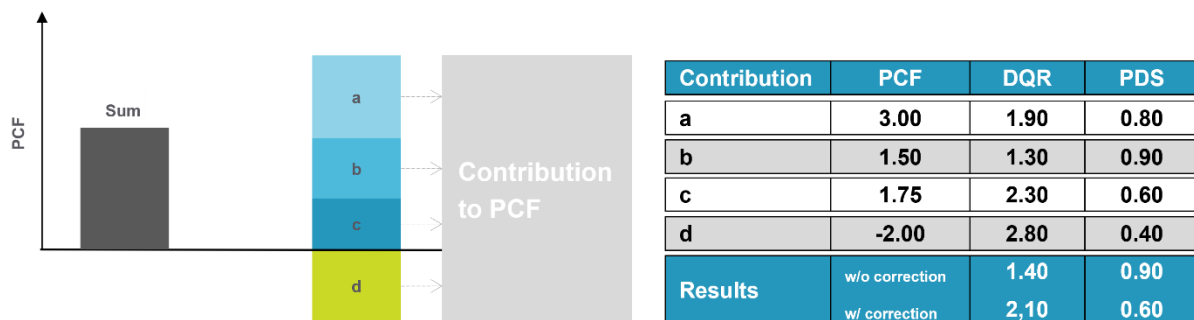 PCF
Sum
a
b
c
d
Contribution
to PCF
Contribution PCF DQR PDS
a 3.00 1.90 0.80
b 1.50 1.30 0.90
c 1.75 2.30 0.60
d -2.00 2.80 0.40
Results w/o correction 1.40 0.90
w/ correction 2,10 0.60